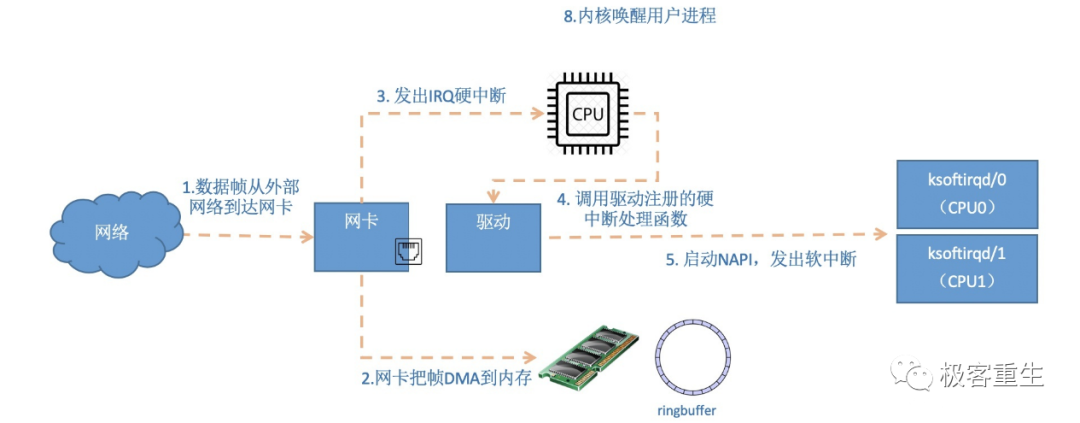 8.内核唤醒用户进程
3. 发出IRQ硬中断
CPU
ksoftirqd/0
（CPU0）
1.数据帧从外部
网络到达网卡
网络
网卡
驱动
4. 调用驱动注册的硬
中断处理函数
ksoftirqd/1
（CPU1）
5. 启动NAPI，发出软中断
2.网卡把帧DMA到内存
ringbuffer
极客重生